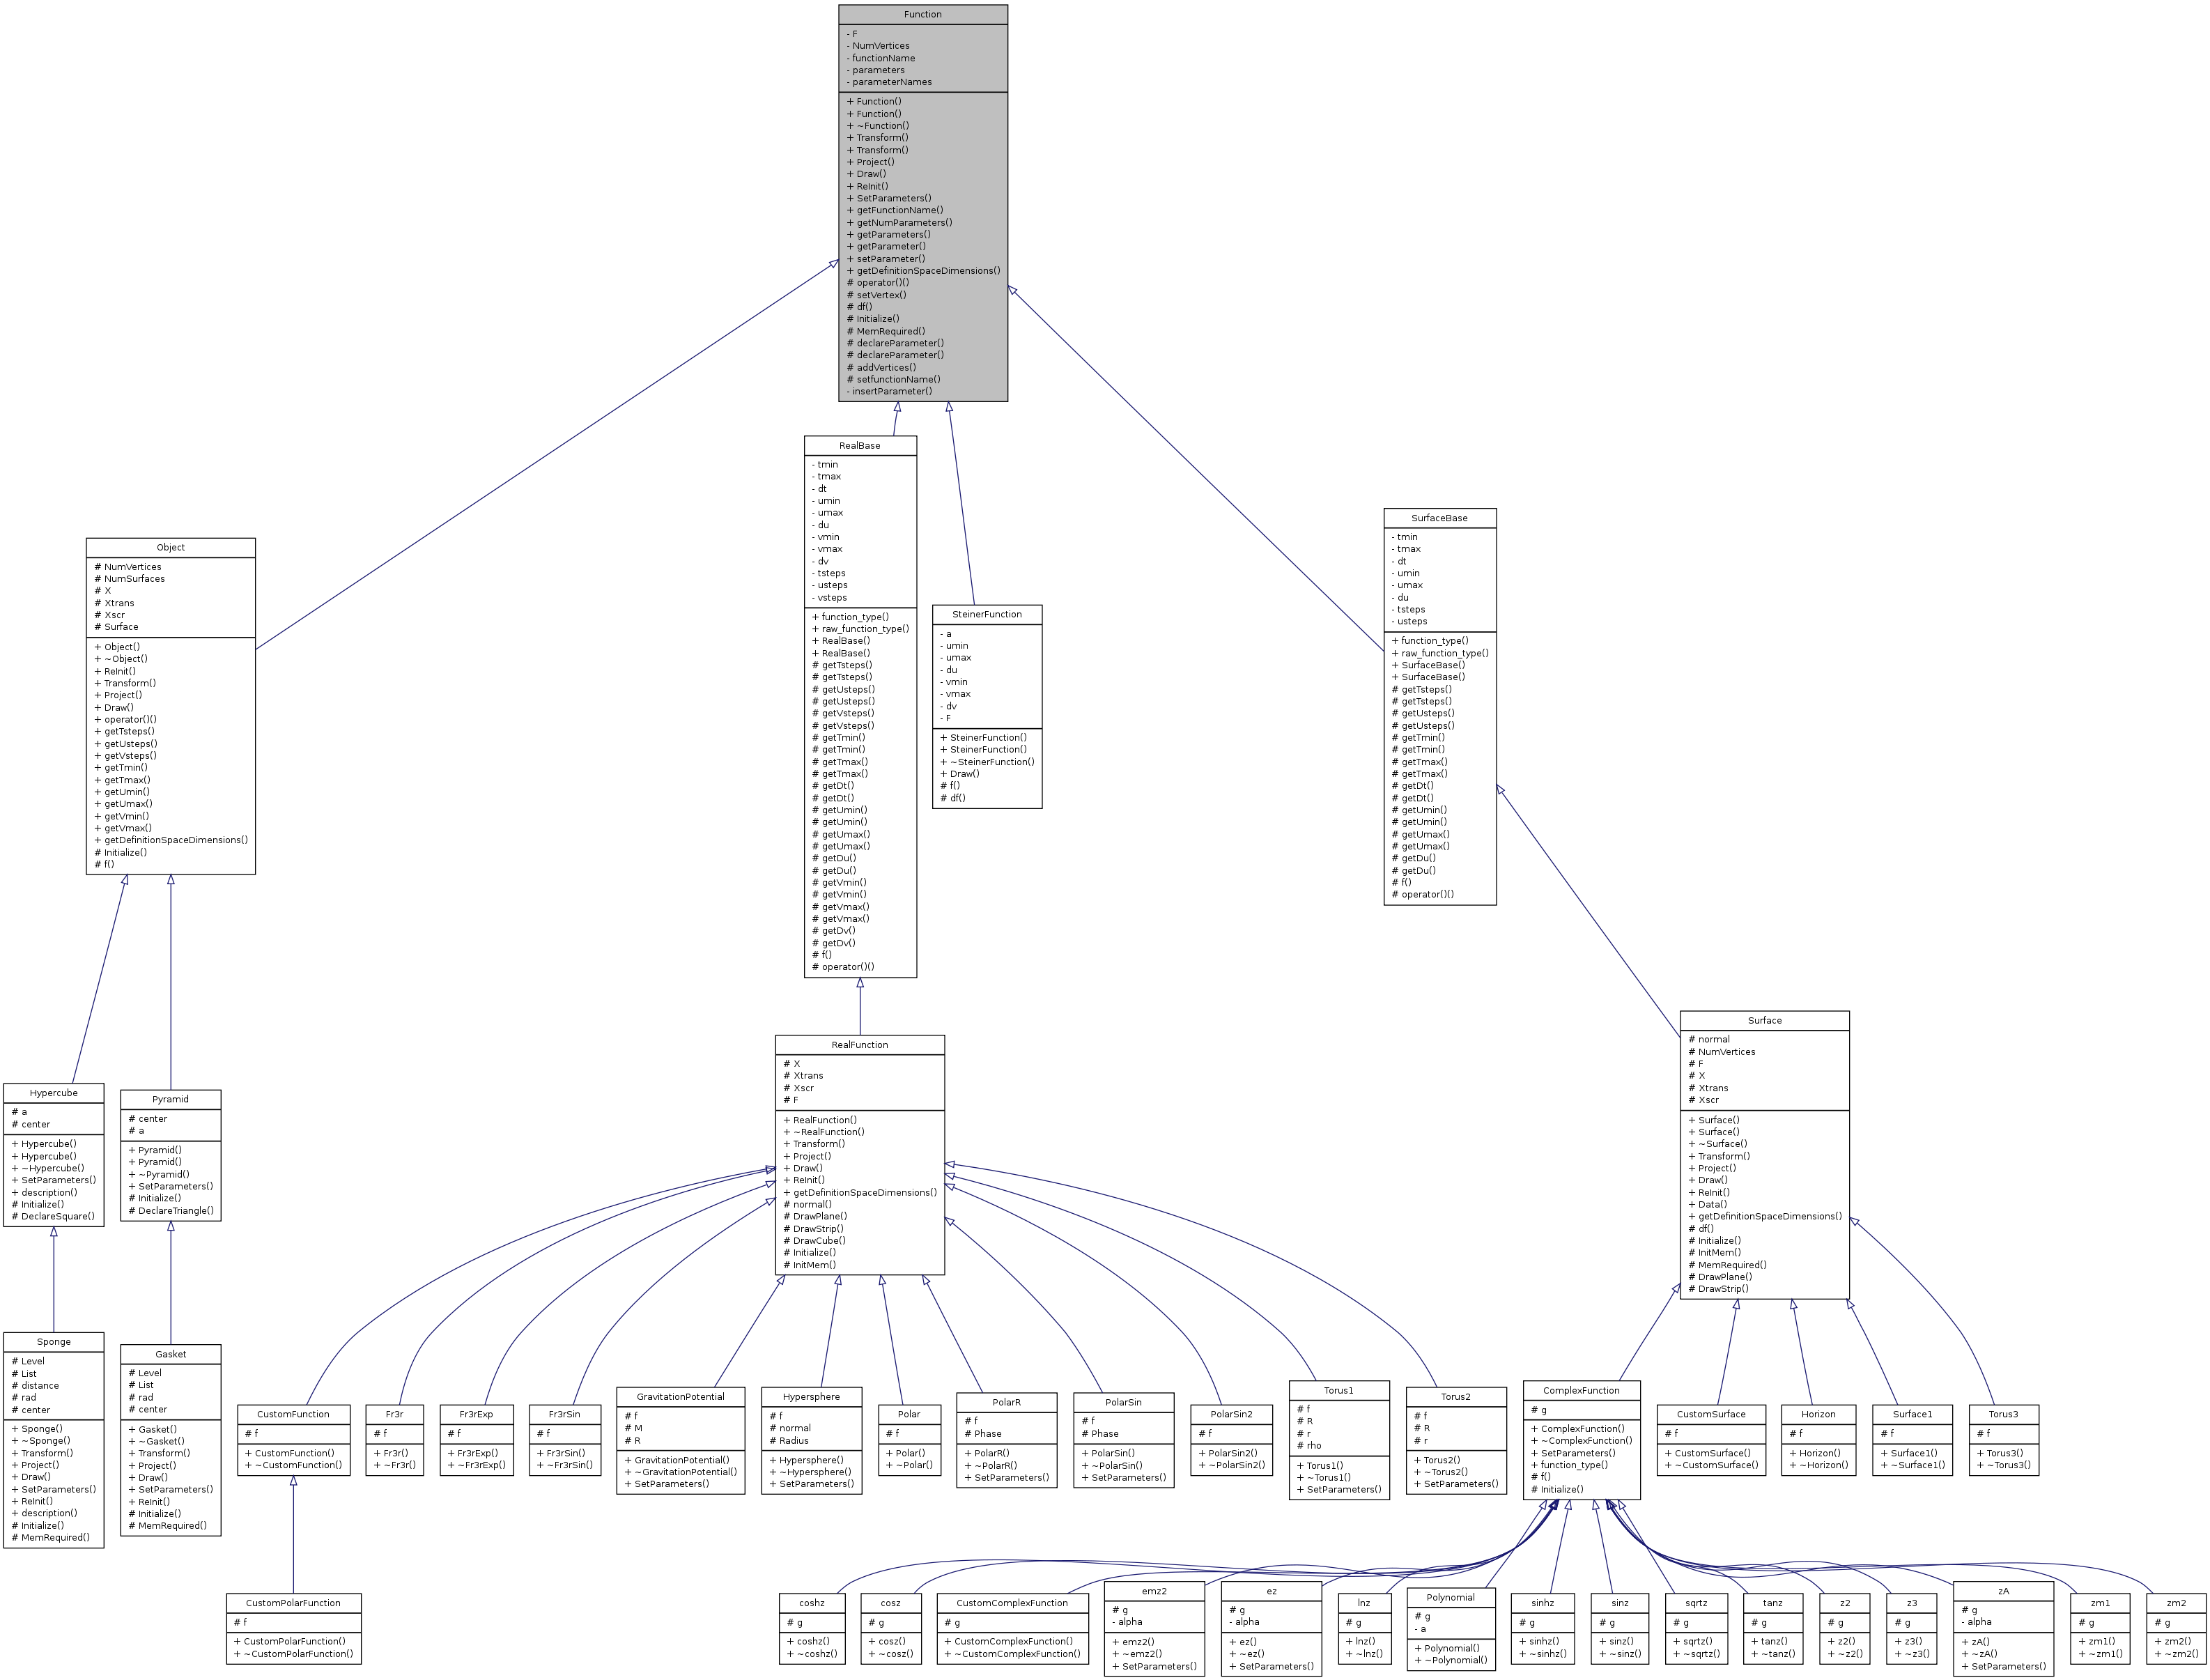 Function
- F
- NumVertices
- functionName
- parameters
- parameterNames
+ Function()
+ Function()
+ ~Function()
+ Transform()
+ Transform()
+ Project()
+ Draw()
+ ReInit()
+ SetParameters()
+ getFunctionName()
+ getNumParameters()
+ getParameters()
+ getParameter()
+ setParameter()
+ getDefinitionSpaceDimensions()
# operator()()
# setVertex()
# df()
# Initialize()
# MemRequired()
# declareParameter()
# declareParameter()
# addVertices()
# setfunctionName()
- insertParameter()
RealBase
- tmin
- tmax
- dt
- umin
- umax
- du
- vmin
- vmax
- dv
- tsteps
- usteps
- vsteps
+ function_type()
+ raw_function_type()
+ RealBase()
+ RealBase()
# getTsteps()
# getTsteps()
# getUsteps()
# getUsteps()
# getVsteps()
# getVsteps()
# getTmin()
# getTmin()
# getTmax()
# getTmax()
# getDt()
# getDt()
# getUmin()
# getUmin()
# getUmax()
# getUmax()
# getDu()
# getDu()
# getVmin()
# getVmin()
# getVmax()
# getVmax()
# getDv()
# getDv()
# f()
# operator()()
SurfaceBase
- tmin
- tmax
- dt
- umin
- umax
- du
- tsteps
- usteps
+ function_type()
+ raw_function_type()
+ SurfaceBase()
+ SurfaceBase()
# getTsteps()
# getTsteps()
# getUsteps()
# getUsteps()
# getTmin()
# getTmin()
# getTmax()
# getTmax()
# getDt()
# getDt()
# getUmin()
# getUmin()
# getUmax()
# getUmax()
# getDu()
# getDu()
# f()
# operator()()
Object
# NumVertices
# NumSurfaces
# X
# Xtrans
# Xscr
# Surface
+ Object()
+ ~Object()
+ ReInit()
+ Transform()
+ Project()
+ Draw()
+ operator()()
+ getTsteps()
+ getUsteps()
+ getVsteps()
+ getTmin()
+ getTmax()
+ getUmin()
+ getUmax()
+ getVmin()
+ getVmax()
+ getDefinitionSpaceDimensions()
# Initialize()
# f()
SteinerFunction
- a
- umin
- umax
- du
- vmin
- vmax
- dv
- F
+ SteinerFunction()
+ SteinerFunction()
+ ~SteinerFunction()
+ Draw()
# f()
# df()
Surface
# normal
# NumVertices
# F
# X
# Xtrans
# Xscr
+ Surface()
+ Surface()
+ ~Surface()
+ Transform()
+ Project()
+ Draw()
+ ReInit()
+ Data()
+ getDefinitionSpaceDimensions()
# df()
# Initialize()
# InitMem()
# MemRequired()
# DrawPlane()
# DrawStrip()
RealFunction
# X
# Xtrans
# Xscr
# F
+ RealFunction()
+ ~RealFunction()
+ Transform()
+ Project()
+ Draw()
+ ReInit()
+ getDefinitionSpaceDimensions()
# normal()
# DrawPlane()
# DrawStrip()
# DrawCube()
# Initialize()
# InitMem()
Hypercube
# a
# center
+ Hypercube()
+ Hypercube()
+ ~Hypercube()
+ SetParameters()
+ description()
# Initialize()
# DeclareSquare()
Pyramid
# center
# a
+ Pyramid()
+ Pyramid()
+ ~Pyramid()
+ SetParameters()
# Initialize()
# DeclareTriangle()
Sponge
# Level
# List
# distance
# rad
# center
+ Sponge()
+ ~Sponge()
+ Transform()
+ Project()
+ Draw()
+ SetParameters()
+ ReInit()
+ description()
# Initialize()
# MemRequired()
Gasket
# Level
# List
# rad
# center
+ Gasket()
+ ~Gasket()
+ Transform()
+ Project()
+ Draw()
+ SetParameters()
+ ReInit()
# Initialize()
# MemRequired()
CustomFunction
# f
+ CustomFunction()
+ ~CustomFunction()
Fr3r
# f
+ Fr3r()
+ ~Fr3r()
Fr3rExp
# f
+ Fr3rExp()
+ ~Fr3rExp()
Fr3rSin
# f
+ Fr3rSin()
+ ~Fr3rSin()
GravitationPotential
# f
# M
# R
+ GravitationPotential()
+ ~GravitationPotential()
+ SetParameters()
Hypersphere
# f
# normal
# Radius
+ Hypersphere()
+ ~Hypersphere()
+ SetParameters()
Polar
# f
+ Polar()
+ ~Polar()
PolarR
# f
# Phase
+ PolarR()
+ ~PolarR()
+ SetParameters()
PolarSin
# f
# Phase
+ PolarSin()
+ ~PolarSin()
+ SetParameters()
PolarSin2
# f
+ PolarSin2()
+ ~PolarSin2()
Torus1
# f
# R
# r
# rho
+ Torus1()
+ ~Torus1()
+ SetParameters()
Torus2
# f
# R
# r
+ Torus2()
+ ~Torus2()
+ SetParameters()
ComplexFunction
# g
+ ComplexFunction()
+ ~ComplexFunction()
+ SetParameters()
+ function_type()
# f()
# Initialize()
CustomSurface
# f
+ CustomSurface()
+ ~CustomSurface()
Horizon
# f
+ Horizon()
+ ~Horizon()
Surface1
# f
+ Surface1()
+ ~Surface1()
Torus3
# f
+ Torus3()
+ ~Torus3()
CustomPolarFunction
# f
+ CustomPolarFunction()
+ ~CustomPolarFunction()
coshz
# g
+ coshz()
+ ~coshz()
cosz
# g
+ cosz()
+ ~cosz()
CustomComplexFunction
# g
+ CustomComplexFunction()
+ ~CustomComplexFunction()
emz2
# g
- alpha
+ emz2()
+ ~emz2()
+ SetParameters()
ez
# g
- alpha
+ ez()
+ ~ez()
+ SetParameters()
lnz
# g
+ lnz()
+ ~lnz()
Polynomial
# g
- a
+ Polynomial()
+ ~Polynomial()
sinhz
# g
+ sinhz()
+ ~sinhz()
sinz
# g
+ sinz()
+ ~sinz()
sqrtz
# g
+ sqrtz()
+ ~sqrtz()
tanz
# g
+ tanz()
+ ~tanz()
z2
# g
+ z2()
+ ~z2()
z3
# g
+ z3()
+ ~z3()
zA
# g
- alpha
+ zA()
+ ~zA()
+ SetParameters()
zm1
# g
+ zm1()
+ ~zm1()
zm2
# g
+ zm2()
+ ~zm2()